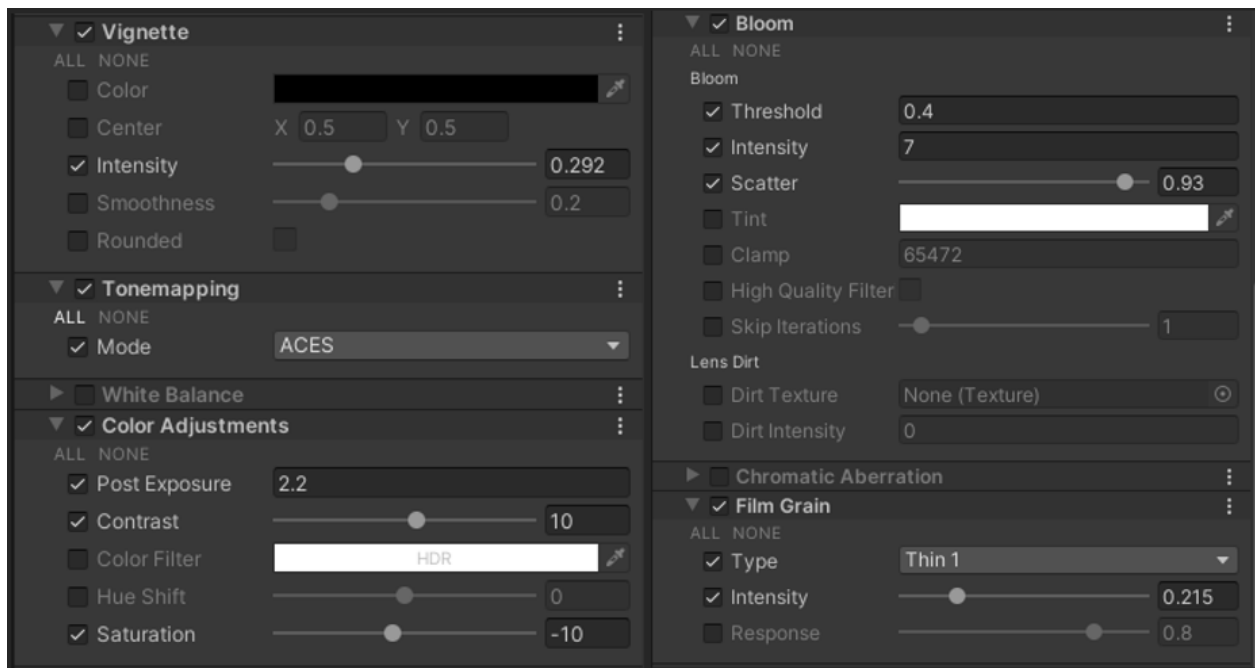 Vignette
ALL NONE
Color
Center X 0.5 Y 0.5
Intensity 0.292
Smoothness 0.2
Rounded
Tonemapping
ALL NONE
Mode ACES
White Balance
Color Adjustments
ALL NONE
Post Exposure 2.2
Contrast 10
Color Filter HDR
Hue Shift 0
Saturation -10
Bloom
ALL NONE
Bloom
Threshold 0.4
Intensity 7
Scatter 0.93
Tint
Clamp 65472
High Quality Filter
Skip Iterations 1
Lens Dirt
Dirt Texture None (Texture)
Dirt Intensity 0
Chromatic Aberration
Film Grain
ALL NONE
Type Thin 1
Intensity 0.215
Response 0.8